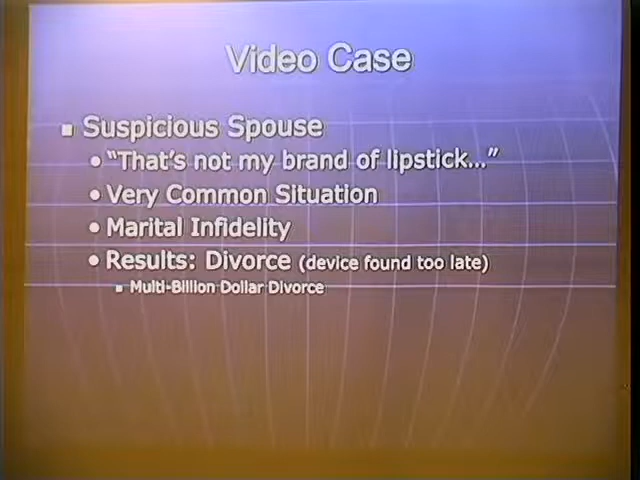 Video Case
Suspicious Spouse
"That's not my brand of lipstick..."
Very Common Situation
Marital Infidelity
Results: Divorce (device found too late)
Multi-Billion Dollar Divorce